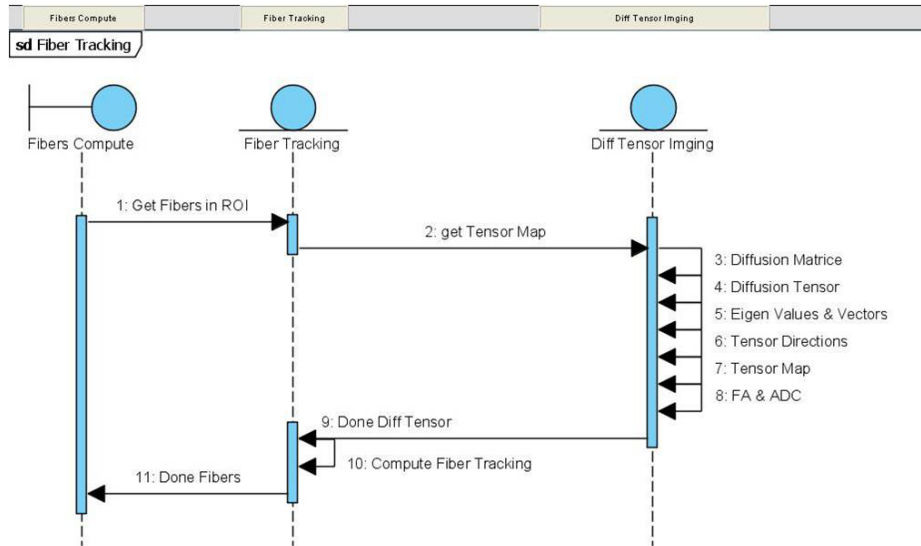 Fibers Compute
Fiber Tracking
Diff Tensor Imging
sd Fiber Tracking
Fibers Compute
Fiber Tracking
Diff Tensor Imging
1: Get Fibers in ROI
2: get Tensor Map
3: Diffusion Matrice
4: Diffusion Tensor
5: Eigen Values & Vectors
6: Tensor Directions
7: Tensor Map
8: FA & ADC
9: Done Diff Tensor
10: Compute Fiber Tracking
11: Done Fibers